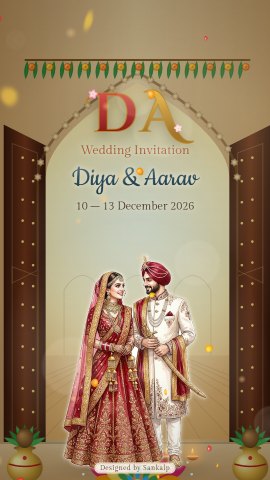 DA
Wedding Invitation
Diya & Aarav
10 — 13 December 2026
Designed by Sankalp